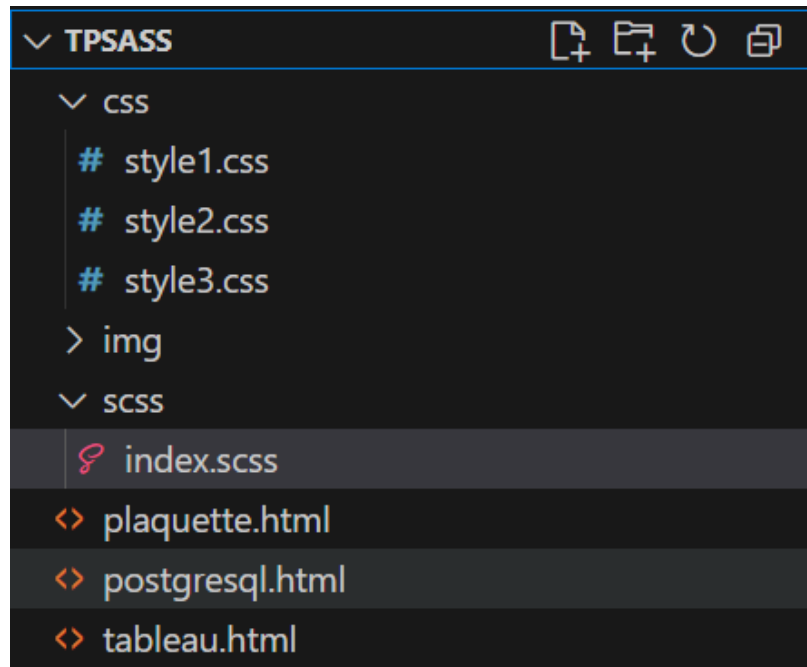 TPSASS
css
# style1.css
# style2.css
# style3.css
img
scss
index.scss
<> plaquette.html
<> postgresql.html
<> tableau.html